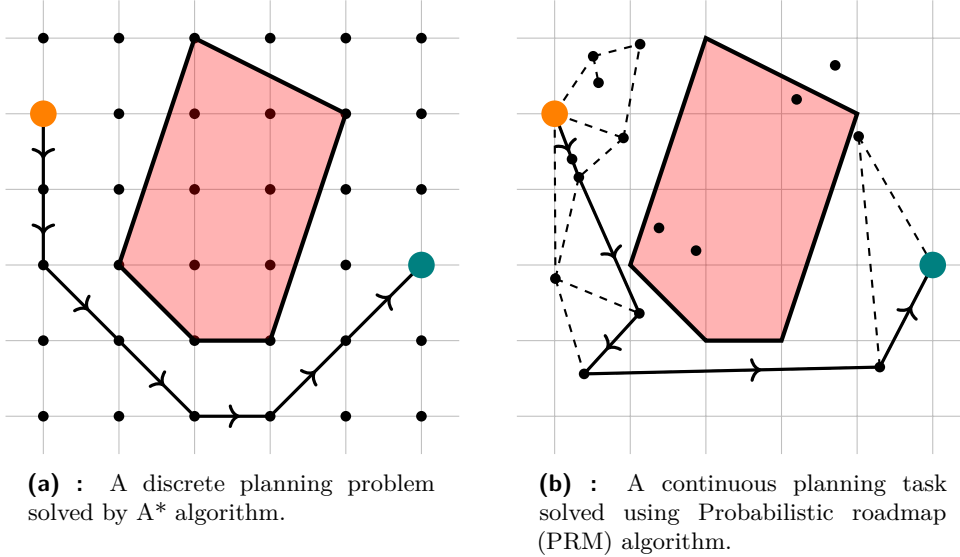 (a) : A discrete planning problem
solved by A* algorithm.
(b) : A continuous planning task
solved using Probabilistic roadmap
(PRM) algorithm.